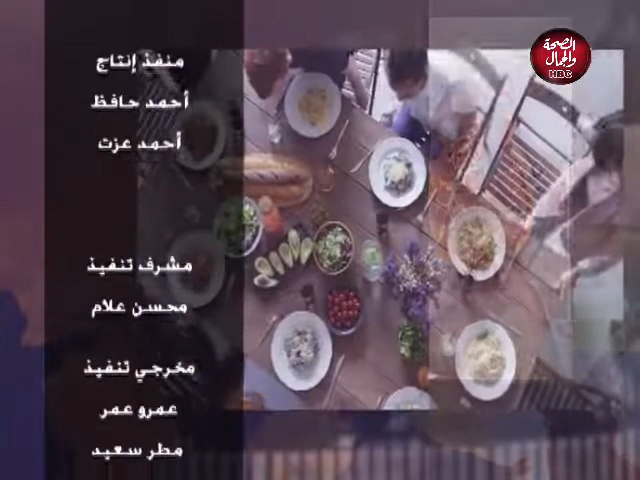 الصحة
والجمال
HBC
منفذ إنتاج
أحمد حافظ
أحمد عزت
مشرف تنفيذ
محسن علام
مخرجي تنفيذ
عمرو عمر
مطر سعيد